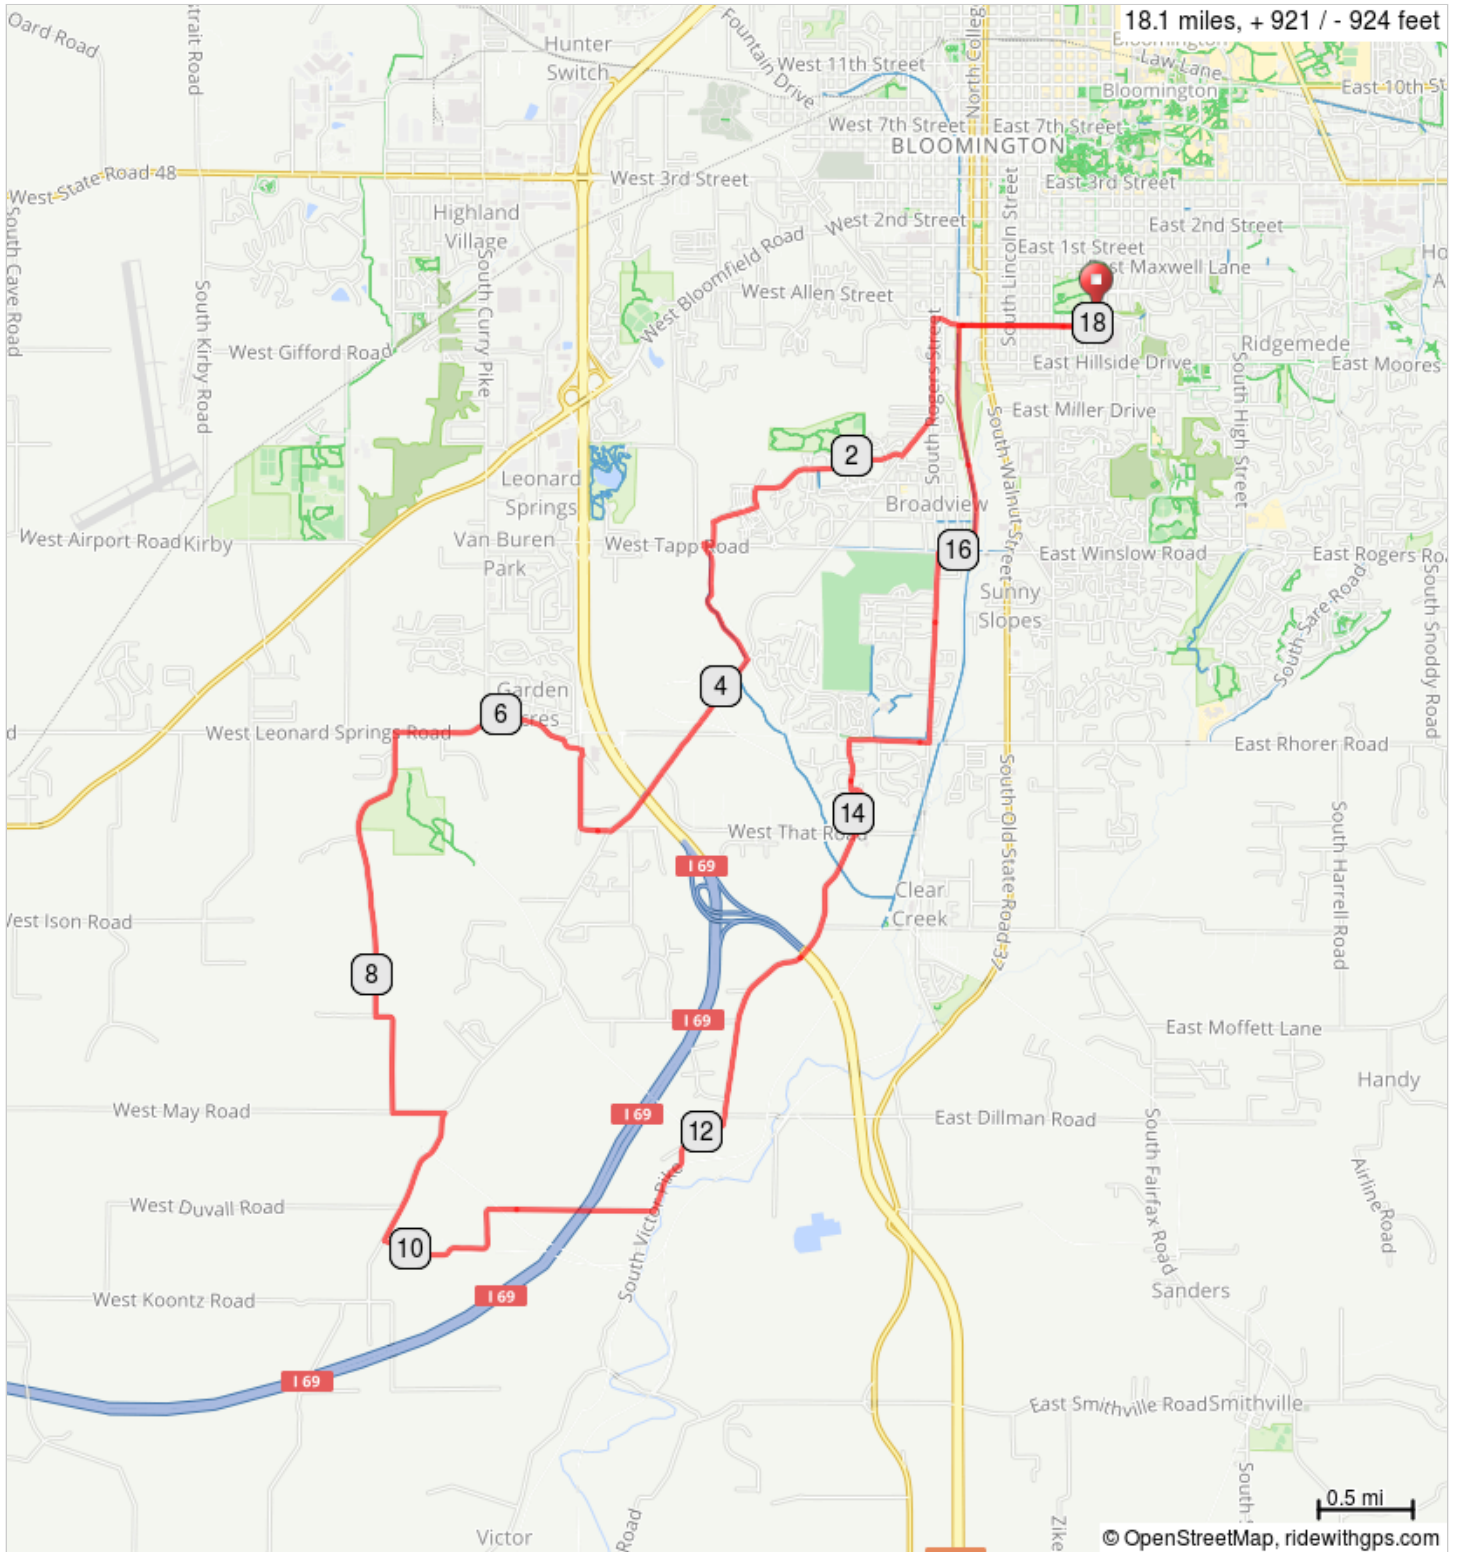 18.1 miles, + 921 / - 924 feet
Oard Road
Hunter
Switch
Fountain Drive
West 11th Street
North Colleg
Bloomington
Law Lane
Bloomington
East 10th St
West 7th Street
East 7th Street
BLOOMINGTON
West State Road 48
West 3rd Street
East 3rd Street
Highland
Village
West 2nd Street
East 2nd Street
South Lincoln Street
East 1st Street
South Cave Road
South Kirby Road
South Curry Pike
West Bloomfield Road
West Allen Street
st Maxwell Lane
18
West Gifford Road
South Rogers Street
East Hillside Drive
Ridgemede
East Moores
East Miller Drive
South High Street
2
Leonard
Springs
Broadview
South Walnut Street
West Airport Road
Kirby
Van Buren
Park
West Tapp Road
16
East Winslow Road
East Rogers Ro
Sunny
Slopes
South Sare Road
South Snoddy Road
4
Garden
cres
6
West Leonard Springs Road
d
East Rhorer Road
14
West That Road
South Old State Road 37
South Harrell Road
I 69
Clear
Creek
West Ison Road
8
I 69
East Moffett Lane
Handy
West May Road
I 69
12
East Dillman Road
South Fairfax Road
Airline Road
West Duvall Road
South Victor Pike
10
Sanders
West Koontz Road
I 69
I 69
East Smithville Road
Smithville
Victor
Road
Zike
South S
0.5 mi
© OpenStreetMap, ridewithgps.com